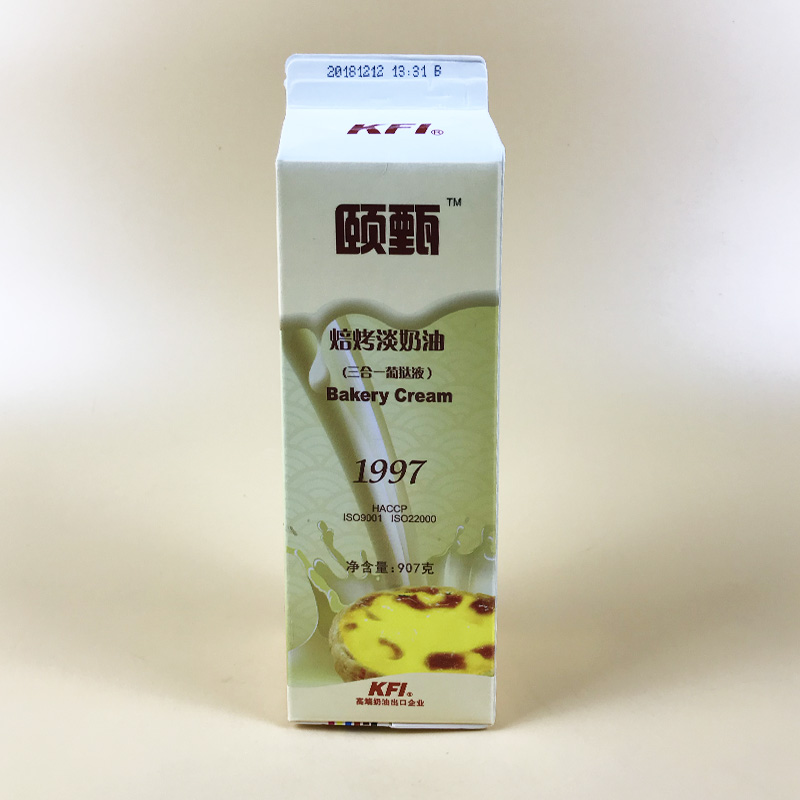 20181212 13:31 B
KFI®
颐甄™
焙烤淡奶油
(三合一葡挞液)
Bakery Cream
1997
HACCP
ISO9001 ISO22000
净含量:907克
KFI®
高端奶油出口企业